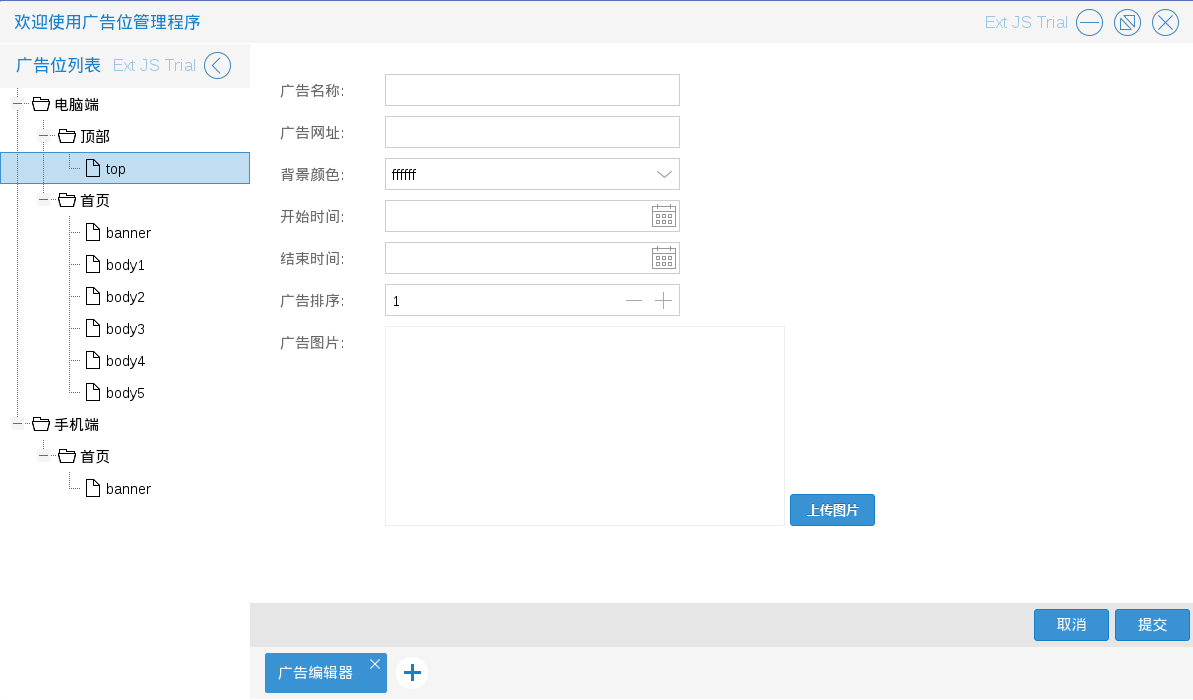 欢迎使用广告位管理程序
Ext JS Trial
广告位列表 Ext JS Trial
电脑端
顶部
top
首页
banner
body1
body2
body3
body4
body5
手机端
首页
banner
广告名称:
广告网址:
背景颜色: ffffff
开始时间:
结束时间:
广告排序: 1
广告图片:
上传图片
取消 提交
广告编辑器